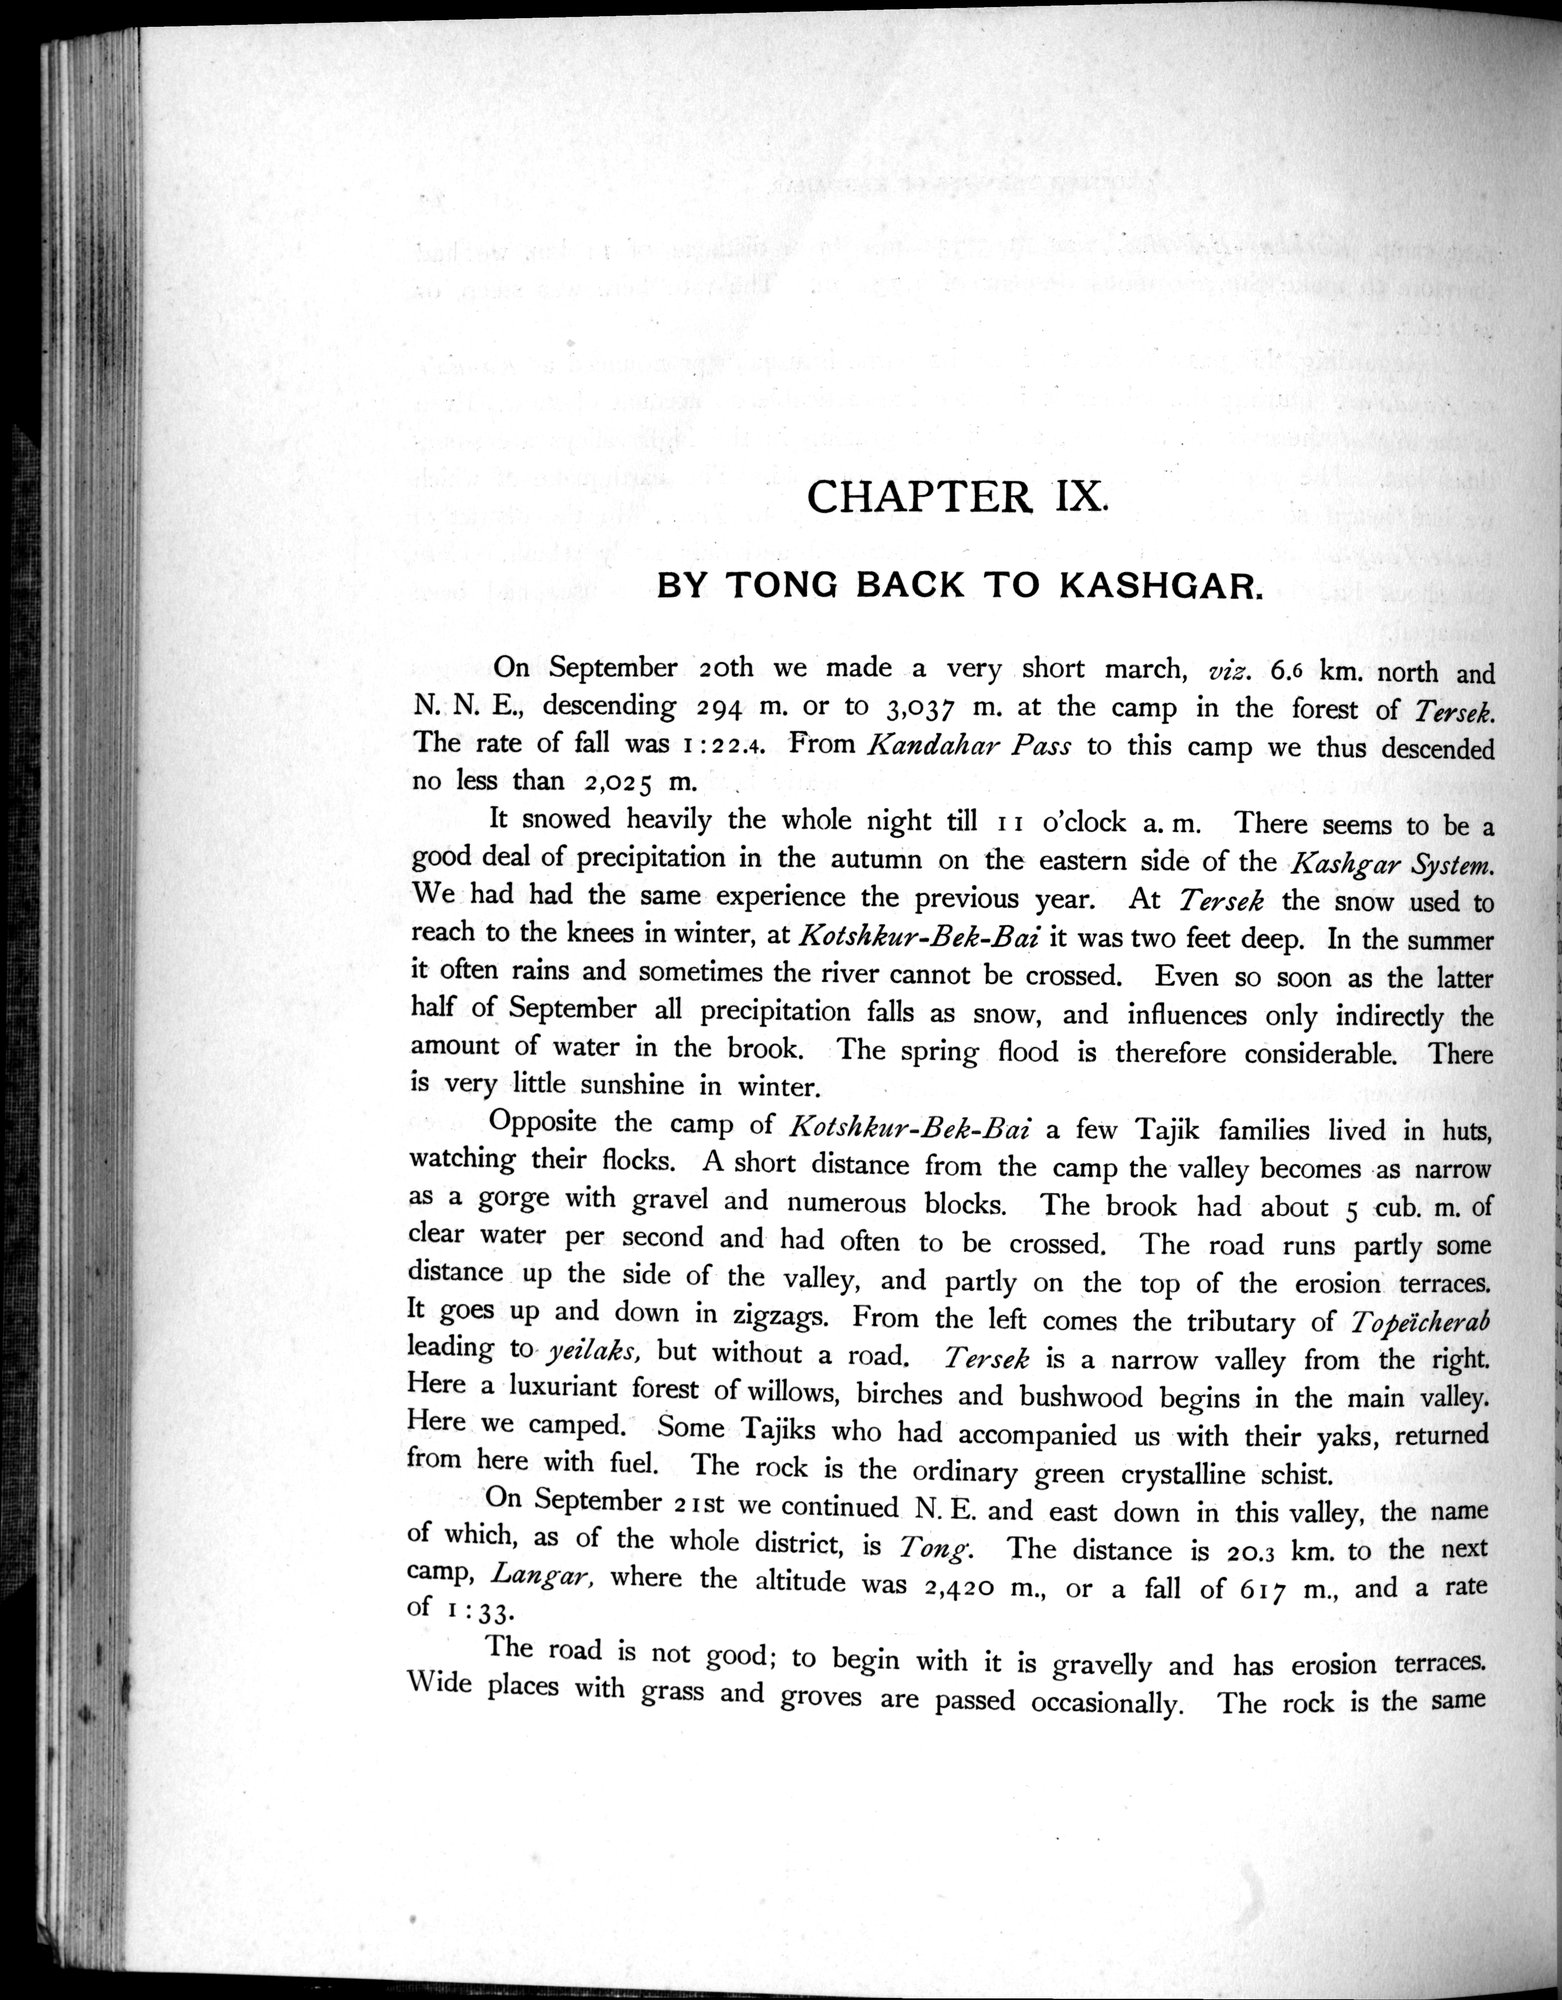 CHAPTER IX.
BY TONG BACK TO KASHGAR.
On September 20th we made a very short march, viz. 6.6 km. north and
N. N. E., descending 294 m. or to 3,037 m. at the camp in the forest of Tersek.
The rate of fall was 1:22.4. From Kandahar Pass to this camp we thus descended
no less than 2,025 m.
It snowed heavily the whole night till 11 o'clock a. m. There seems to be a
good deal of precipitation in the autumn on the eastern side of the Kashgar System.
We had had the same experience the previous year. At Tersek the snow used to
reach to the knees in winter, at Kotshkur-Bek-Bai it was two feet deep. In the summer
it often rains and sometimes the river cannot be crossed. Even so soon as the latter
half of September all precipitation falls as snow, and influences only indirectly the
amount of water in the brook. The spring flood is therefore considerable. There
is very little sunshine in winter.
Opposite the camp of Kotshkur-Bek-Bai a few Tajik families lived in huts,
watching their flocks. A short distance from the camp the valley becomes as narrow
as a gorge with gravel and numerous blocks. The brook had about 5 cub. m. of
clear water per second and had often to be crossed. The road runs partly some
distance up the side of the valley, and partly on the top of the erosion terraces.
It goes up and down in zigzags. From the left comes the tributary of Topeïcherab
leading to yeilaks, but without a road. Tersek is a narrow valley from the right.
Here a luxuriant forest of willows, birches and bushwood begins in the main valley.
Here we camped. Some Tajiks who had accompanied us with their yaks, returned
from here with fuel. The rock is the ordinary green crystalline schist.
On September 21st we continued N. E. and east down in this valley, the name
of which, as of the whole district, is Tong. The distance is 20.3 km. to the next
camp, Langar, where the altitude was 2,420 m., or a fall of 617 m., and a rate
of 1:33.
The road is not good; to begin with it is gravelly and has erosion terraces.
Wide places with grass and groves are passed occasionally. The rock is the same